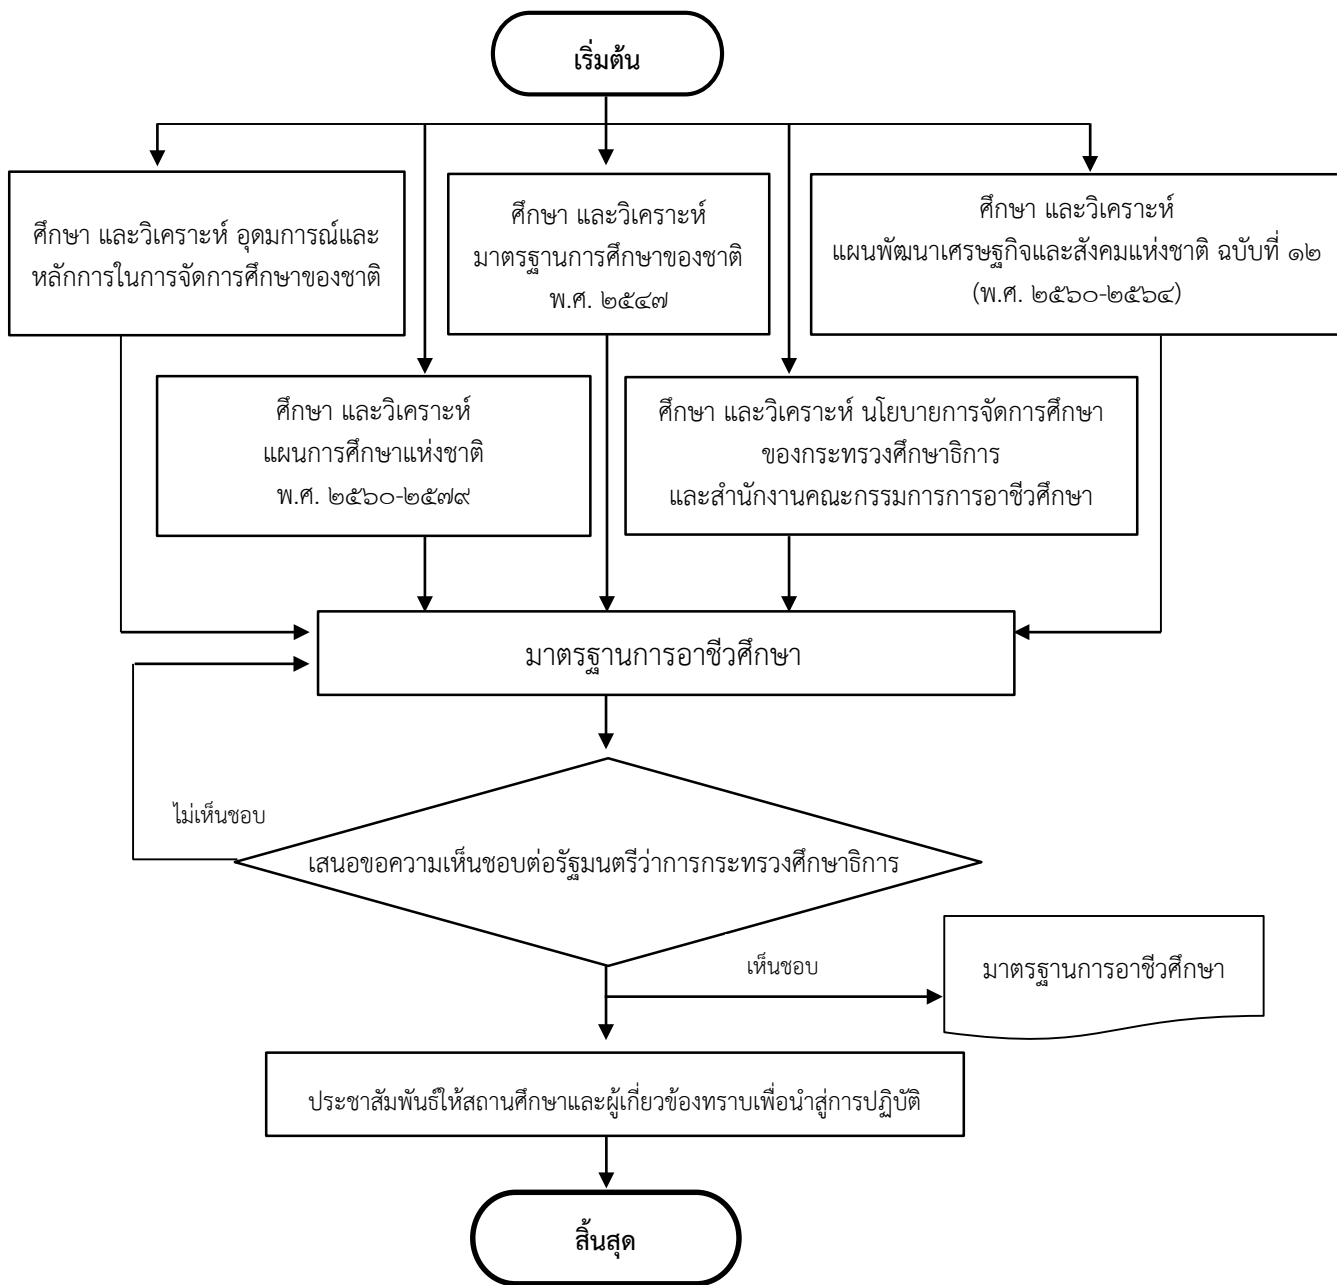 เริ่มต้น
ศึกษา และวิเคราะห์ อุดมการณ์และ
หลักการในการจัดการศึกษาของชาติ
ศึกษา และวิเคราะห์
มาตรฐานการศึกษาของชาติ
พ.ศ. ๒๕๔๗
ศึกษา และวิเคราะห์
แผนพัฒนาเศรษฐกิจและสังคมแห่งชาติ ฉบับที่ ๑๒
(พ.ศ. ๒๕๖๐-๒๕๖๔)
ศึกษา และวิเคราะห์
แผนการศึกษาแห่งชาติ
พ.ศ. ๒๕๖๐-๒๕๗๙
ศึกษา และวิเคราะห์ นโยบายการจัดการศึกษา
ของกระทรวงศึกษาธิการ
และสำนักงานคณะกรรมการการอาชีวศึกษา
มาตรฐานการอาชีวศึกษา
ไม่เห็นชอบ
เสนอขอความเห็นชอบต่อรัฐมนตรีว่าการกระทรวงศึกษาธิการ
เห็นชอบ
มาตรฐานการอาชีวศึกษา
ประชาสัมพันธ์ให้สถานศึกษาและผู้เกี่ยวข้องทราบเพื่อนำสู่การปฏิบัติ
สิ้นสุด